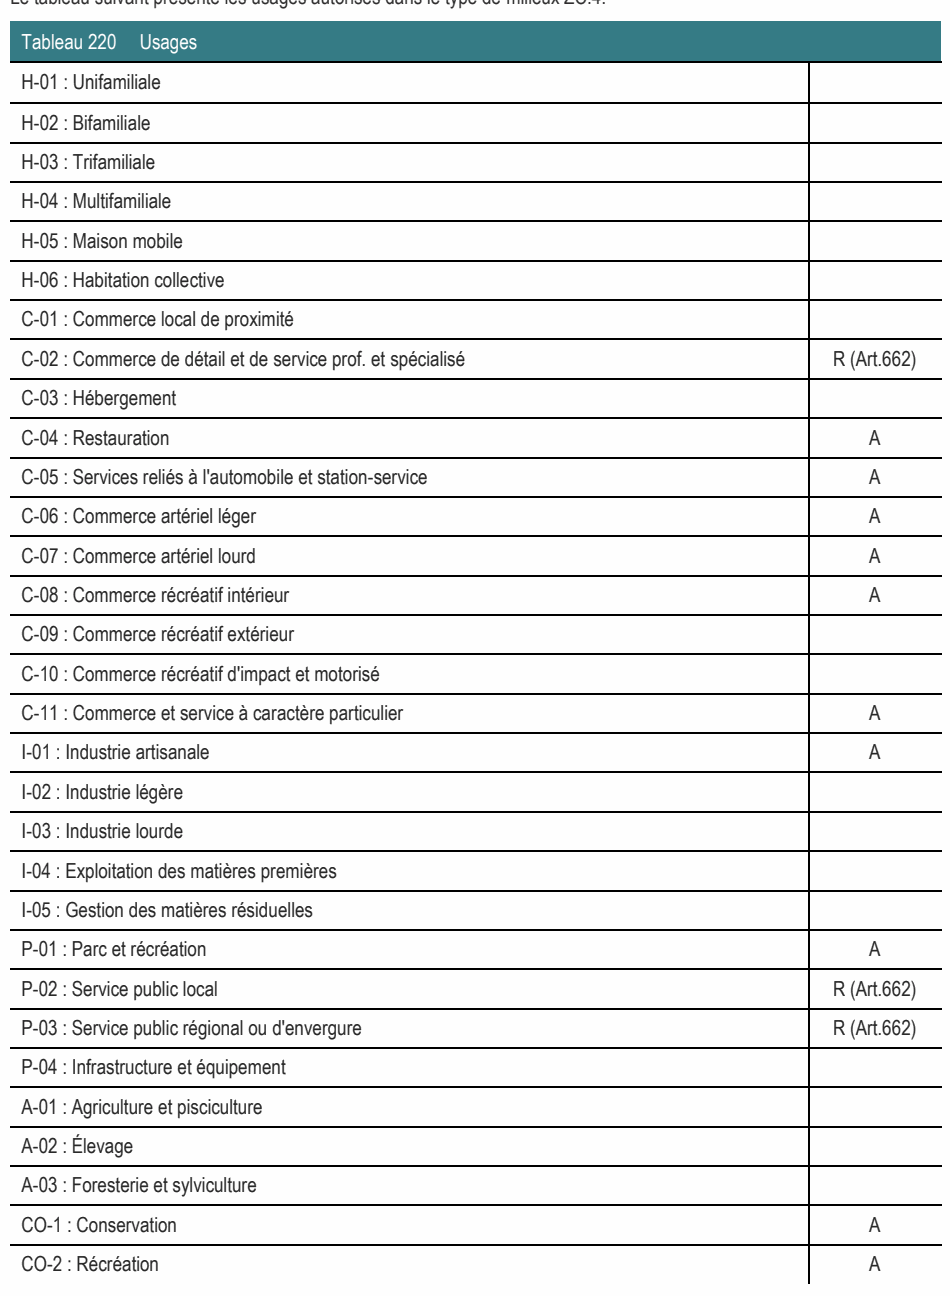 Le tableau suivant présente les usages autorisés dans le type de milieux ZC.4.
Tableau 220 Usages
H-01 : Unifamiliale
H-02 : Bifamiliale
H-03 : Trifamiliale
H-04 : Multifamiliale
H-05 : Maison mobile
H-06 : Habitation collective
C-01 : Commerce local de proximité
C-02 : Commerce de détail et de service prof. et spécialisé R (Art.662)
C-03 : Hébergement
C-04 : Restauration A
C-05 : Services reliés à l'automobile et station-service A
C-06 : Commerce artériel léger A
C-07 : Commerce artériel lourd A
C-08 : Commerce récréatif intérieur A
C-09 : Commerce récréatif extérieur
C-10 : Commerce récréatif d'impact et motorisé
C-11 : Commerce et service à caractère particulier A
I-01 : Industrie artisanale A
I-02 : Industrie légère
I-03 : Industrie lourde
I-04 : Exploitation des matières premières
I-05 : Gestion des matières résiduelles
P-01 : Parc et récréation A
P-02 : Service public local R (Art.662)
P-03 : Service public régional ou d'envergure R (Art.662)
P-04 : Infrastructure et équipement
A-01 : Agriculture et pisciculture
A-02 : Élevage
A-03 : Foresterie et sylviculture
CO-1 : Conservation A
CO-2 : Récréation A